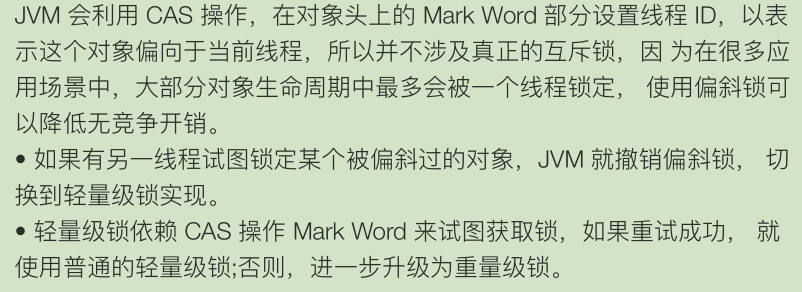 JVM 会利用 CAS 操作，在对象头上的 Mark Word 部分设置线程 ID，以表
示这个对象偏向于当前线程，所以并不涉及真正的互斥锁，因 为在很多应
用场景中，大部分对象生命周期中最多会被一个线程锁定， 使用偏斜锁可
以降低无竞争开销。
• 如果有另一线程试图锁定某个被偏斜过的对象，JVM 就撤销偏斜锁， 切
换到轻量级锁实现。
• 轻量级锁依赖 CAS 操作 Mark Word 来试图获取锁，如果重试成功， 就
使用普通的轻量级锁;否则，进一步升级为重量级锁。